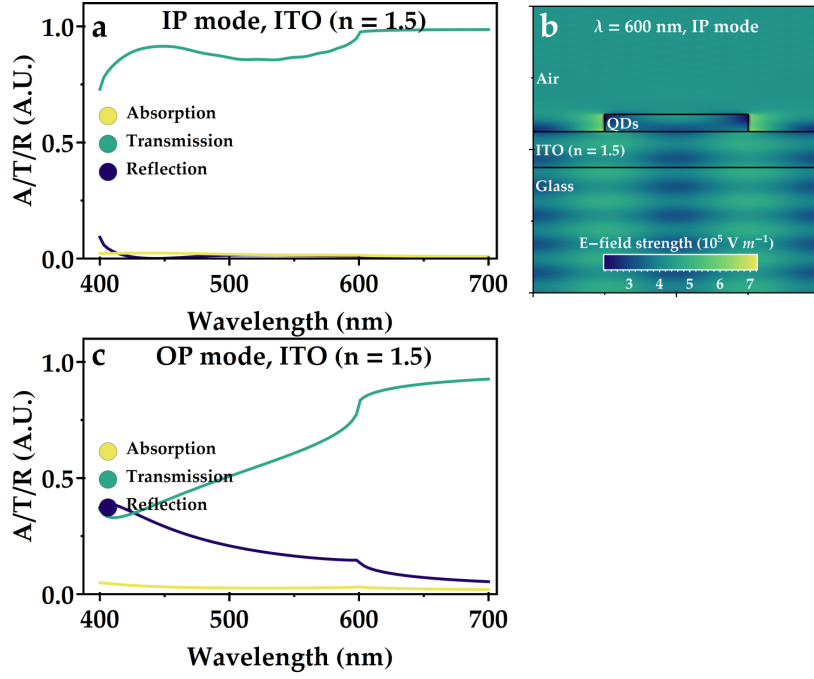 a
IP mode, ITO (n = 1.5)
A/T/R (A.U.)
1.0
0.5
0.0
Absorption
Transmission
Reflection
400
500
600
700
Wavelength (nm)
b
λ = 600 nm, IP mode
Air
QDs
ITO (n = 1.5)
Glass
E−field strength (10⁵ V m⁻¹)
3 4 5 6 7
c
OP mode, ITO (n = 1.5)
A/T/R (A.U.)
1.0
0.5
0.0
Absorption
Transmission
Reflection
400
500
600
700
Wavelength (nm)